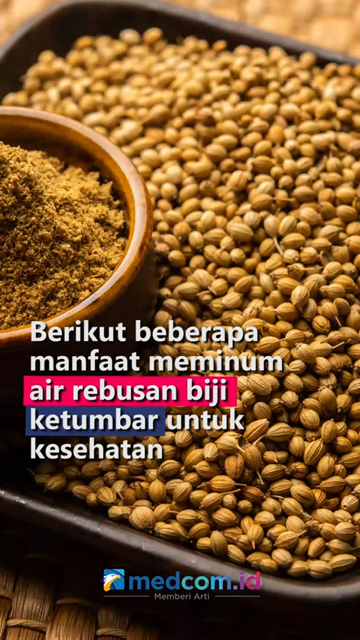 Berikut beberapa
manfaat meminum
air rebusan biji
ketumbar untuk
kesehatan
medcom.id
Memberi Arti